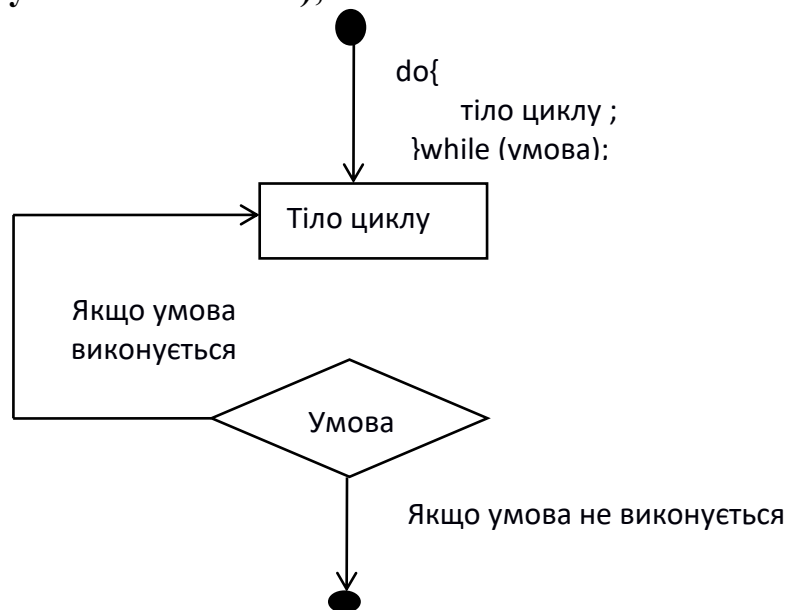 do{
тіло циклу ;
}while (умова);
Тіло циклу
Якщо умова
виконується
Умова
Якщо умова не виконується